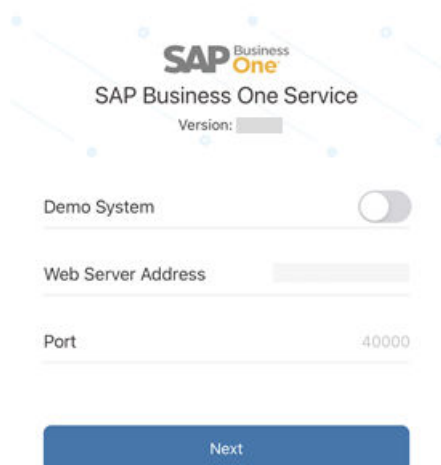 SAP Business One
SAP Business One Service
Version:
Demo System
Web Server Address
Port 40000
Next